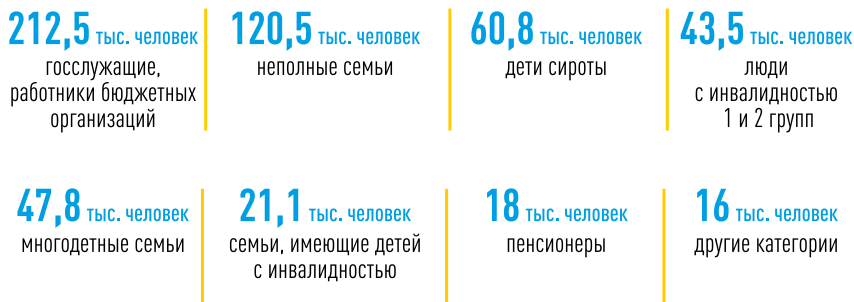 212,5 тыс. человек
госслужащие,
работники бюджетных
организаций
120,5 тыс. человек
неполные семьи
60,8 тыс. человек
дети сироты
43,5 тыс. человек
люди
с инвалидностью
1 и 2 групп
47,8 тыс. человек
многодетные семьи
21,1 тыс. человек
семьи, имеющие детей
с инвалидностью
18 тыс. человек
пенсионеры
16 тыс. человек
другие категории